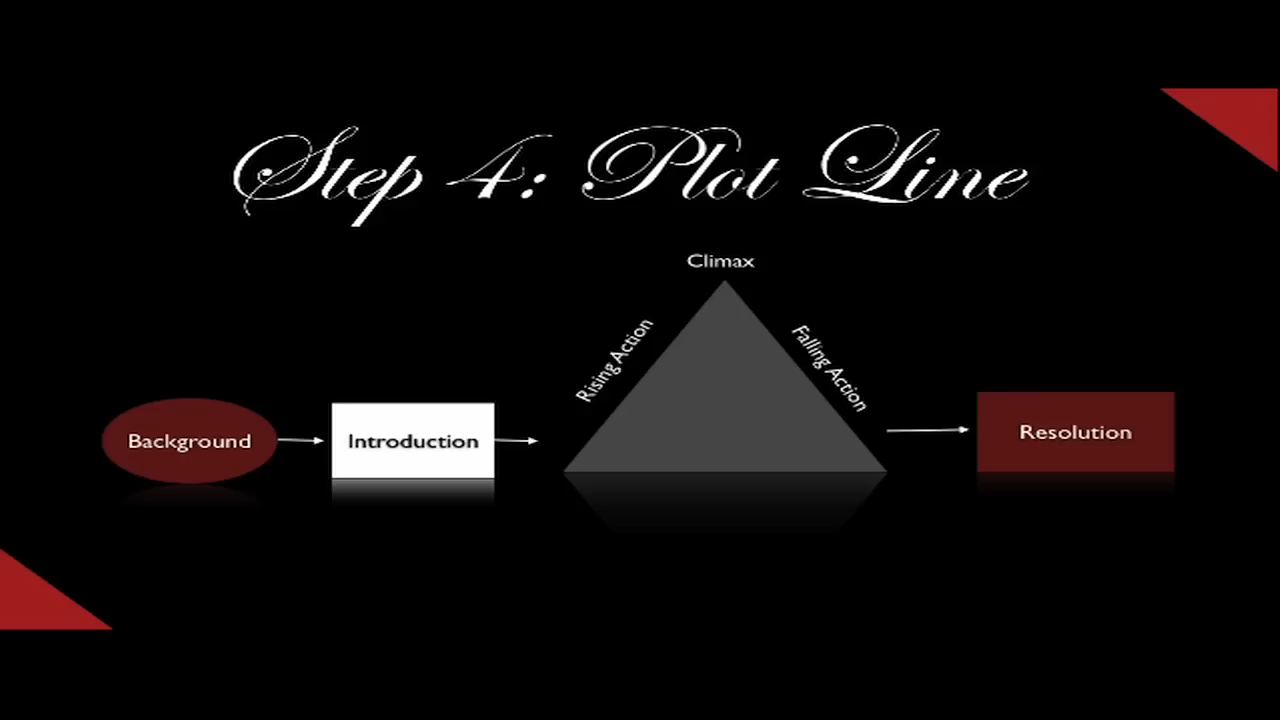 Step 4: Plot Line
Climax
Rising Action
Falling Action
Background
Introduction
Resolution